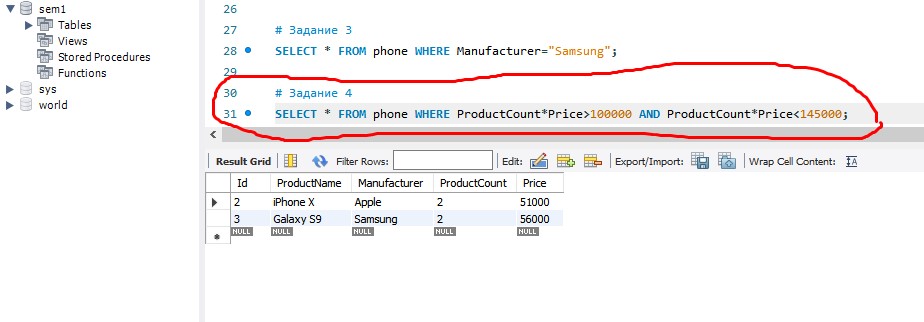 sem1
Tables
Views
Stored Procedures
Functions
sys
world
26
27
# Задание 3
28 SELECT * FROM phone WHERE Manufacturer="Samsung";
29
# Задание 4
30
31 SELECT * FROM phone WHERE ProductCount*Price>100000 AND ProductCount*Price<145000;
Result Grid Filter Rows: Edit: Export/Import: Wrap Cell Content:
Id ProductName Manufacturer ProductCount Price
2 iPhone X Apple 2 51000
3 Galaxy S9 Samsung 2 56000
NULL NULL NULL NULL NULL